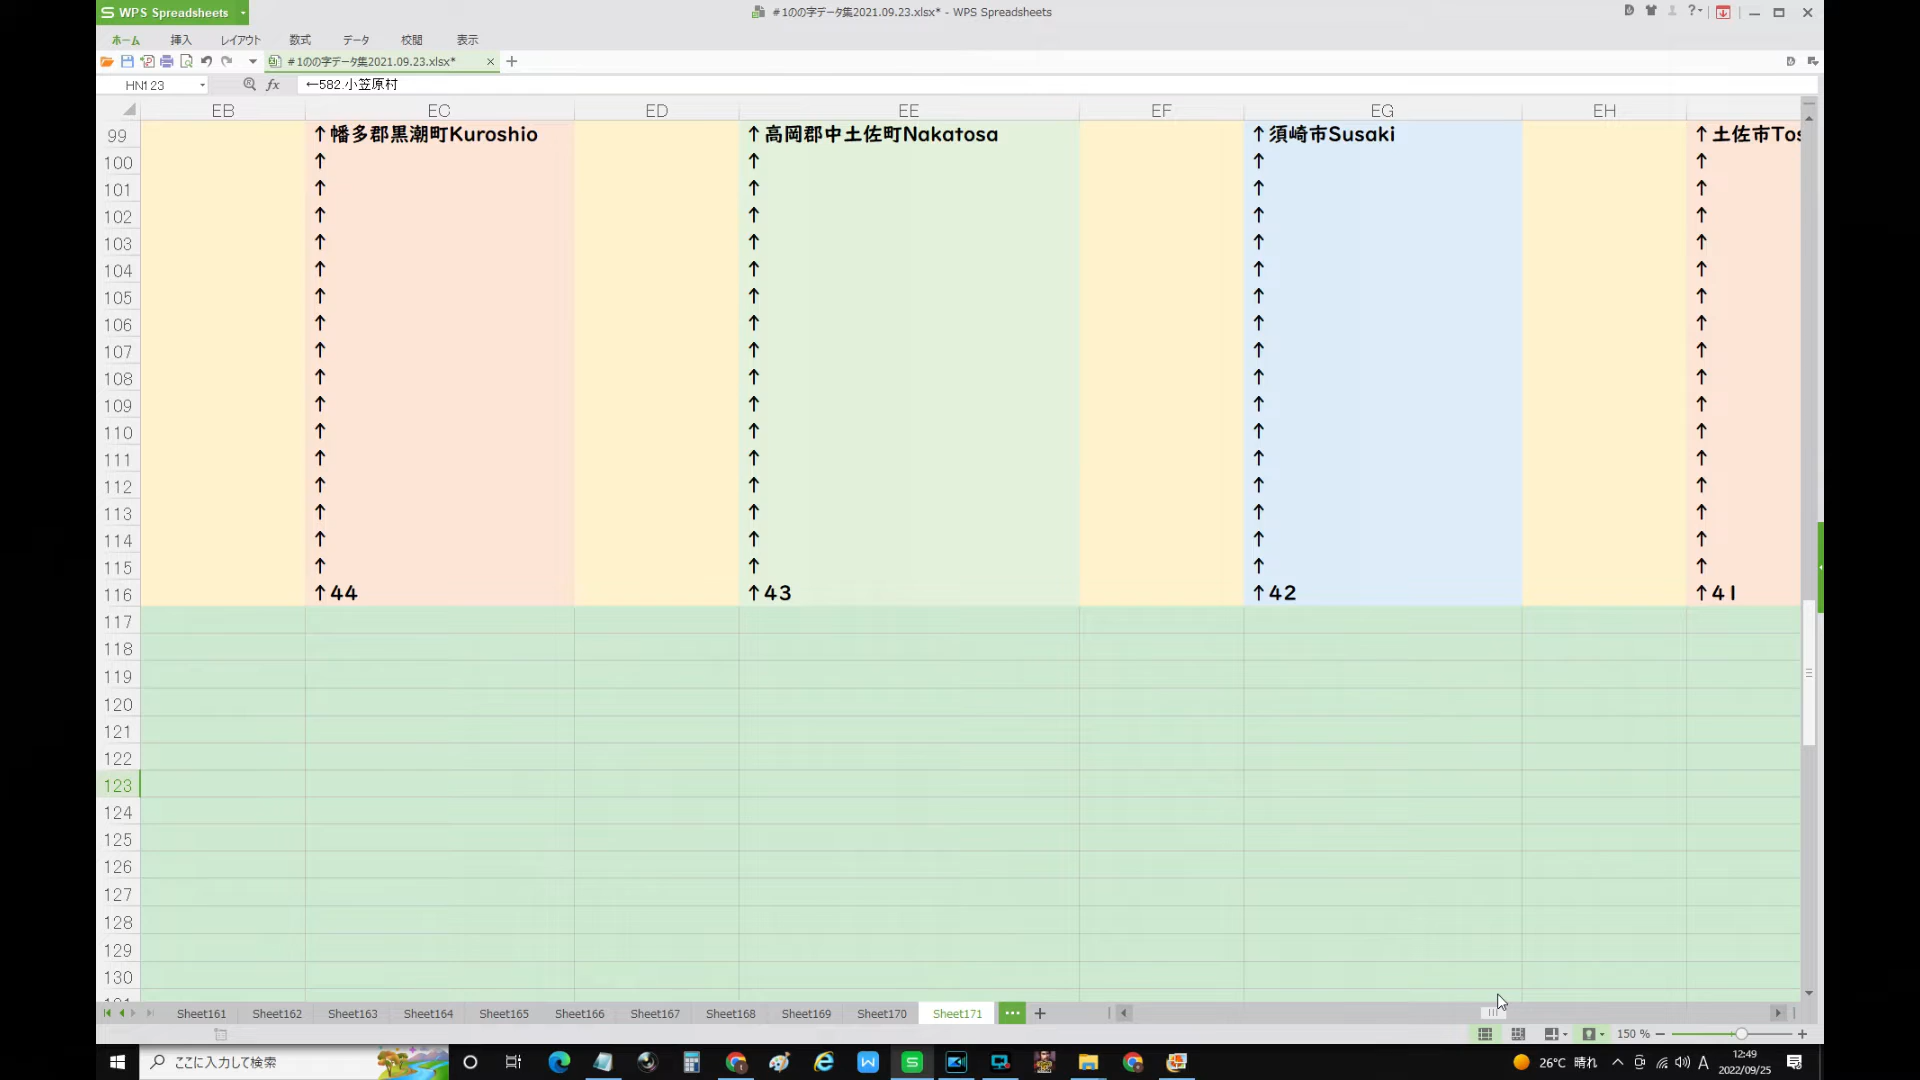 WPS Spreadsheets
#1のの字データ集2021.09.23.xlsx* - WPS Spreadsheets
ホーム 挿入 レイアウト 数式 データ 校閲 表示
#1のの字データ集2021.09.23.xlsx* × +
HN123 fx ←582.小笠原村
EB EC ED EE EF EG EH
99 ↑幡多郡黒潮町Kuroshio ↑高岡郡中土佐町Nakatosa ↑須崎市Susaki ↑土佐市Tos
100 ↑ ↑ ↑ ↑
101 ↑ ↑ ↑ ↑
102 ↑ ↑ ↑ ↑
103 ↑ ↑ ↑ ↑
104 ↑ ↑ ↑ ↑
105 ↑ ↑ ↑ ↑
106 ↑ ↑ ↑ ↑
107 ↑ ↑ ↑ ↑
108 ↑ ↑ ↑ ↑
109 ↑ ↑ ↑ ↑
110 ↑ ↑ ↑ ↑
111 ↑ ↑ ↑ ↑
112 ↑ ↑ ↑ ↑
113 ↑ ↑ ↑ ↑
114 ↑ ↑ ↑ ↑
115 ↑ ↑ ↑ ↑
116 ↑44 ↑43 ↑42 ↑41
117
118
119
120
121
122
123
124
125
126
127
128
129
130
Sheet161 Sheet162 Sheet163 Sheet164 Sheet165 Sheet166 Sheet167 Sheet168 Sheet169 Sheet170 Sheet171 ••• +
150 %
ここに入力して検索
26°C 晴れ A 12:49
2022/09/25